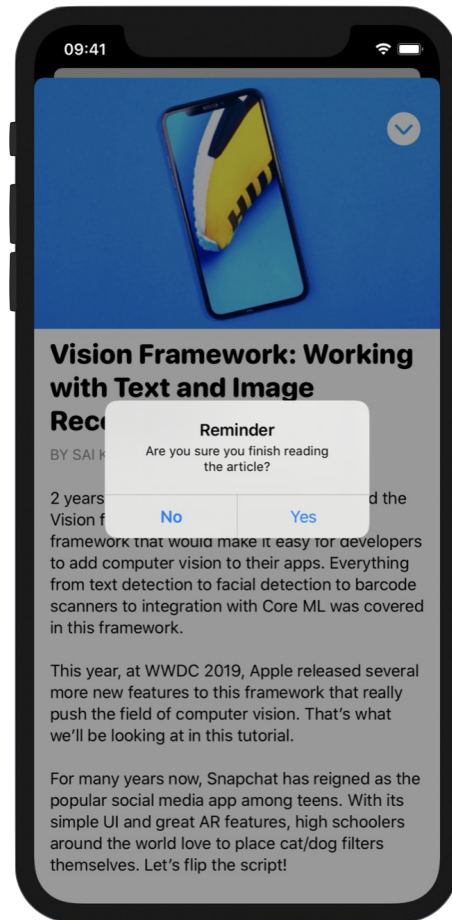 09:41
Vision Framework: Working
with Text and Image
Reminder
Are you sure you finish reading
the article?
BY SAI
No
Yes
2 years
d the
Vision
framework that would make it easy for developers
to add computer vision to their apps. Everything
from text detection to facial detection to barcode
scanners to integration with Core ML was covered
in this framework.
This year, at WWDC 2019, Apple released several
more new features to this framework that really
push the field of computer vision. That’s what
we’ll be looking at in this tutorial.
For many years now, Snapchat has reigned as the
popular social media app among teens. With its
simple UI and great AR features, high schoolers
around the world love to place cat/dog filters
themselves. Let’s flip the script!